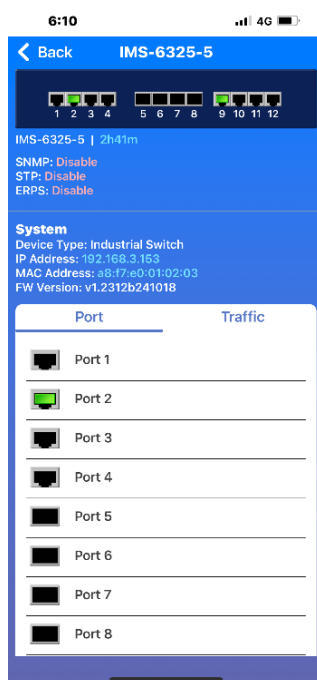 6:10
4G
Back
IMS-6325-5
1 2 3 4 5 6 7 8 9 10 11 12
IMS-6325-5 | 2h41m
SNMP: Disable
STP: Disable
ERPS: Disable
System
Device Type: Industrial Switch
IP Address: 192.168.3.153
MAC Address: a8:f7:e0:01:02:03
FW Version: v1.2312b241018
Port
Traffic
Port 1
Port 2
Port 3
Port 4
Port 5
Port 6
Port 7
Port 8